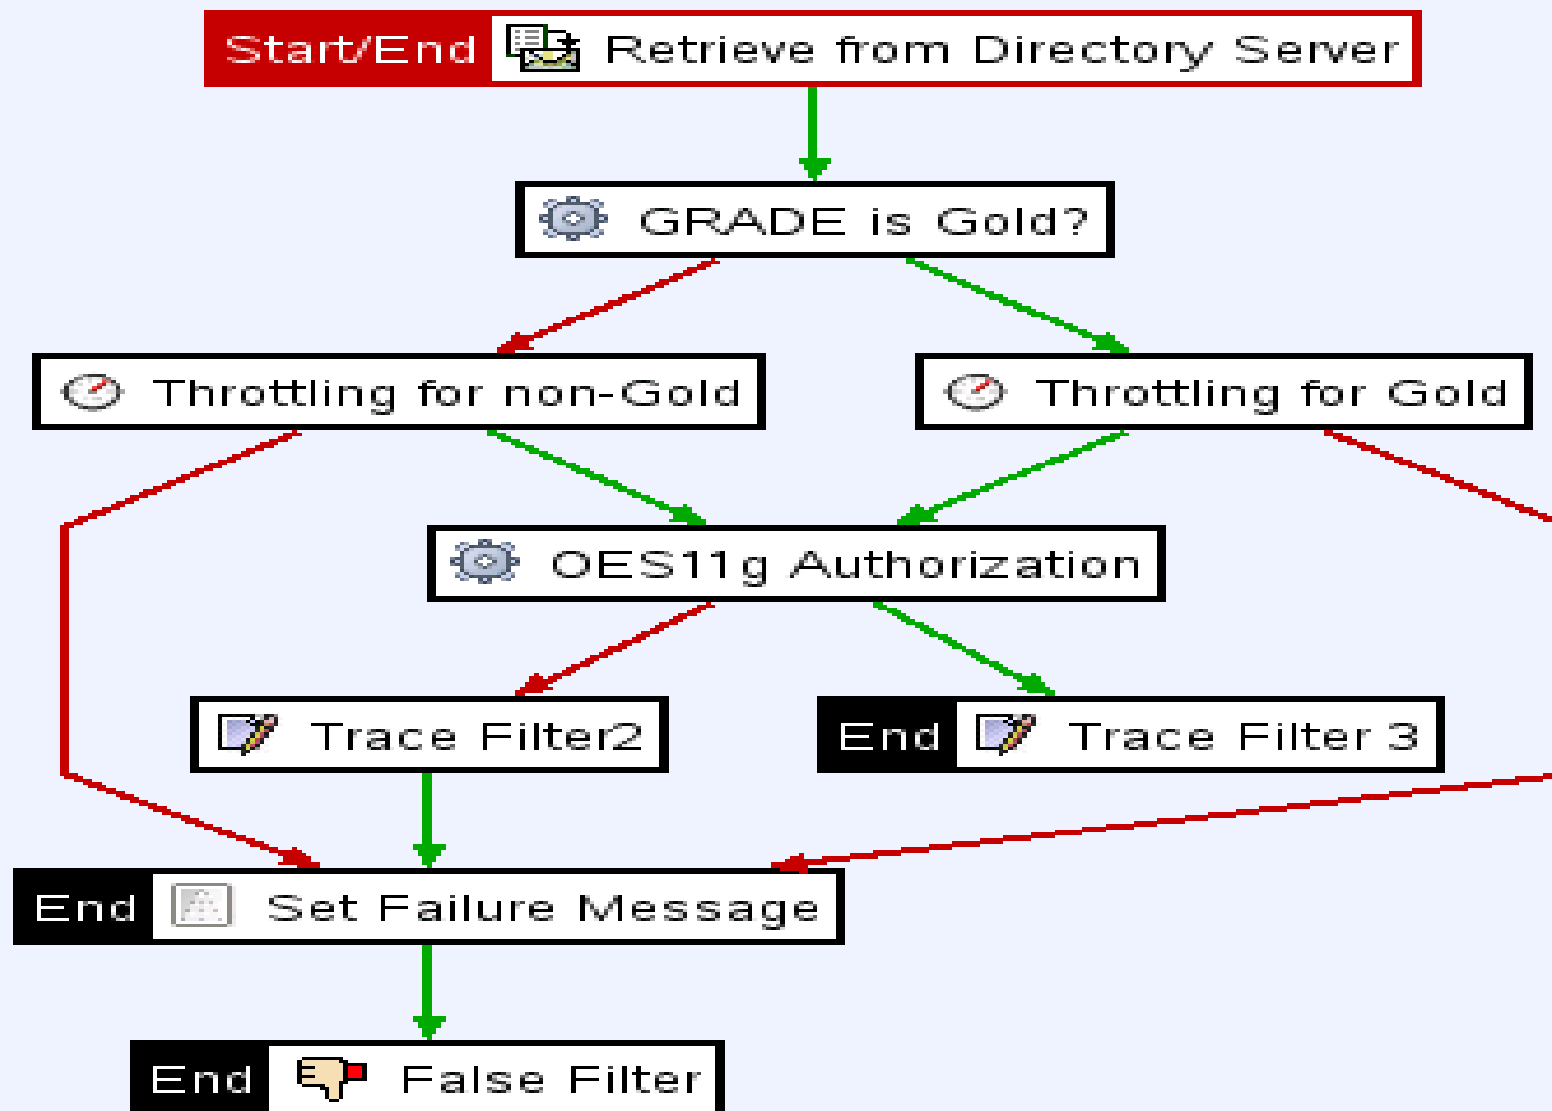 Start/End Retrieve from Directory Server
GRADE is Gold?
Throttling for non-Gold
Throttling for Gold
OES11g Authorization
Trace Filter2
End Trace Filter 3
End Set Failure Message
End False Filter